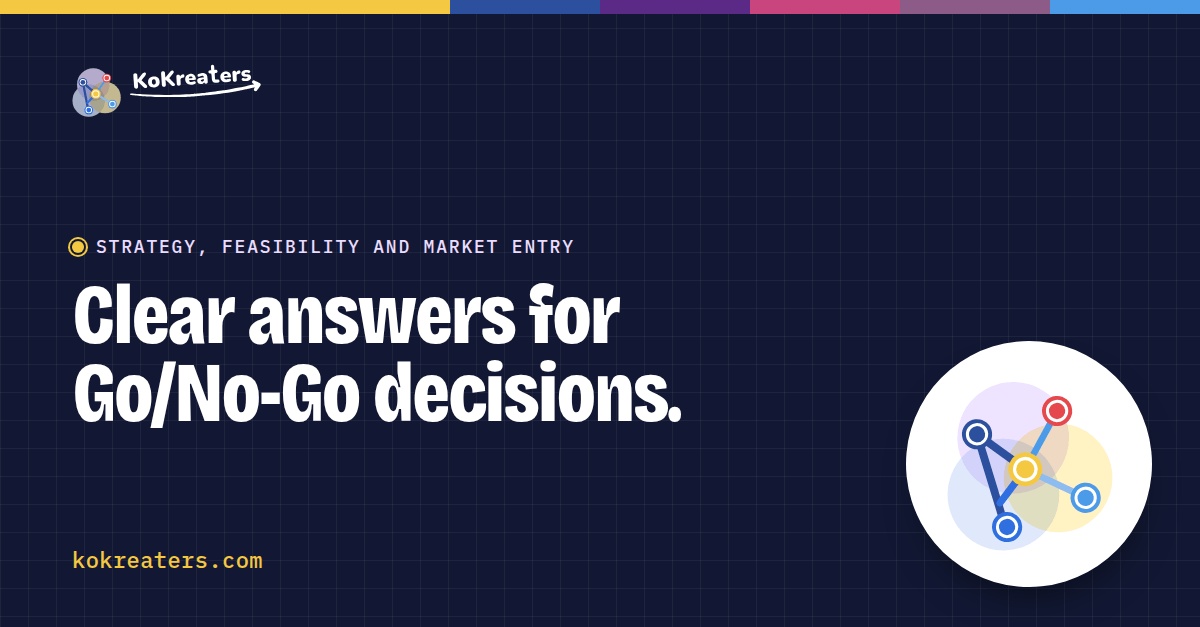 KoKreaters
STRATEGY, FEASIBILITY AND MARKET ENTRY
Clear answers for
Go/No-Go decisions.
kokreaters.com